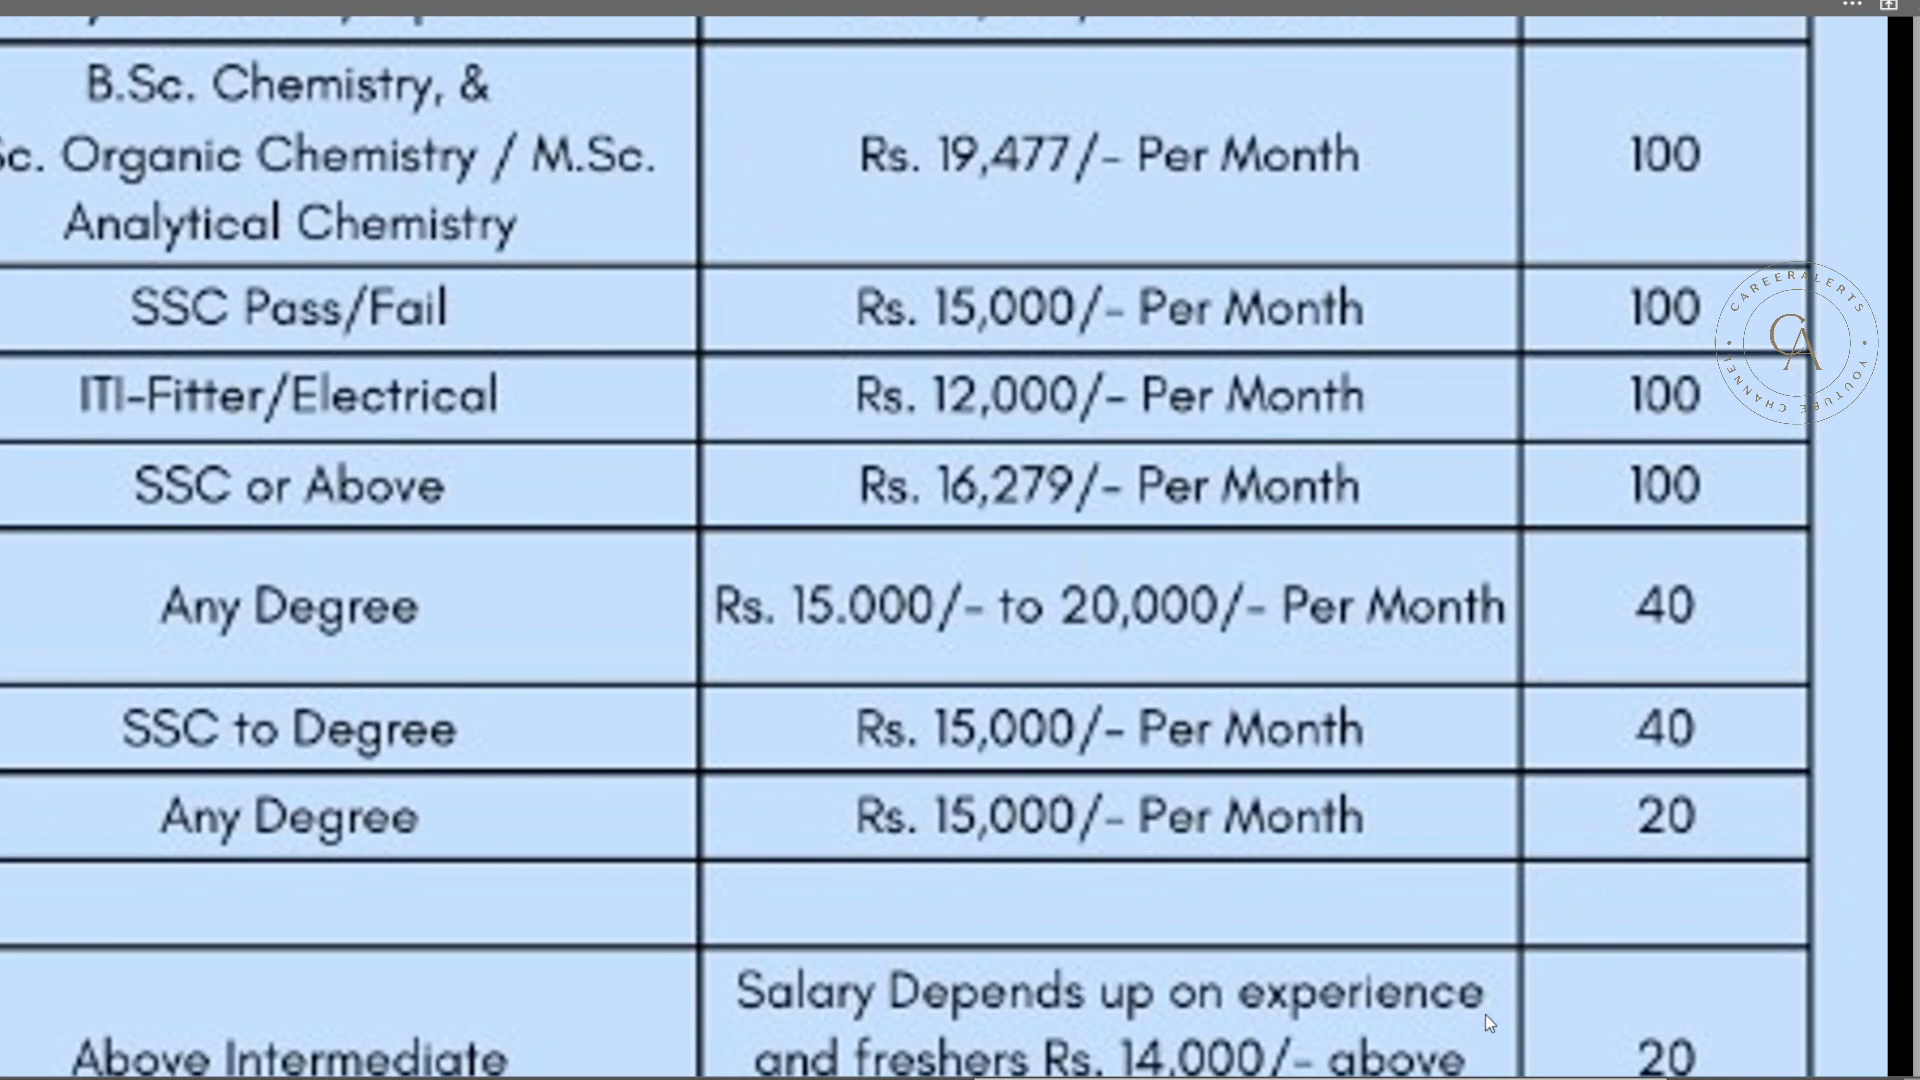 B.Sc. Chemistry, &
Sc. Organic Chemistry / M.Sc.
Analytical Chemistry
Rs. 19,477/- Per Month
100
SSC Pass/Fail
Rs. 15,000/- Per Month
100
ITI-Fitter/Electrical
Rs. 12,000/- Per Month
100
SSC or Above
Rs. 16,279/- Per Month
100
Any Degree
Rs. 15.000/- to 20,000/- Per Month
40
SSC to Degree
Rs. 15,000/- Per Month
40
Any Degree
Rs. 15,000/- Per Month
20
Above Intermediate
Salary Depends up on experience
and freshers Rs. 14,000/- above
20
CAREERALERTS
YOUTUBE CHANNEL
CA